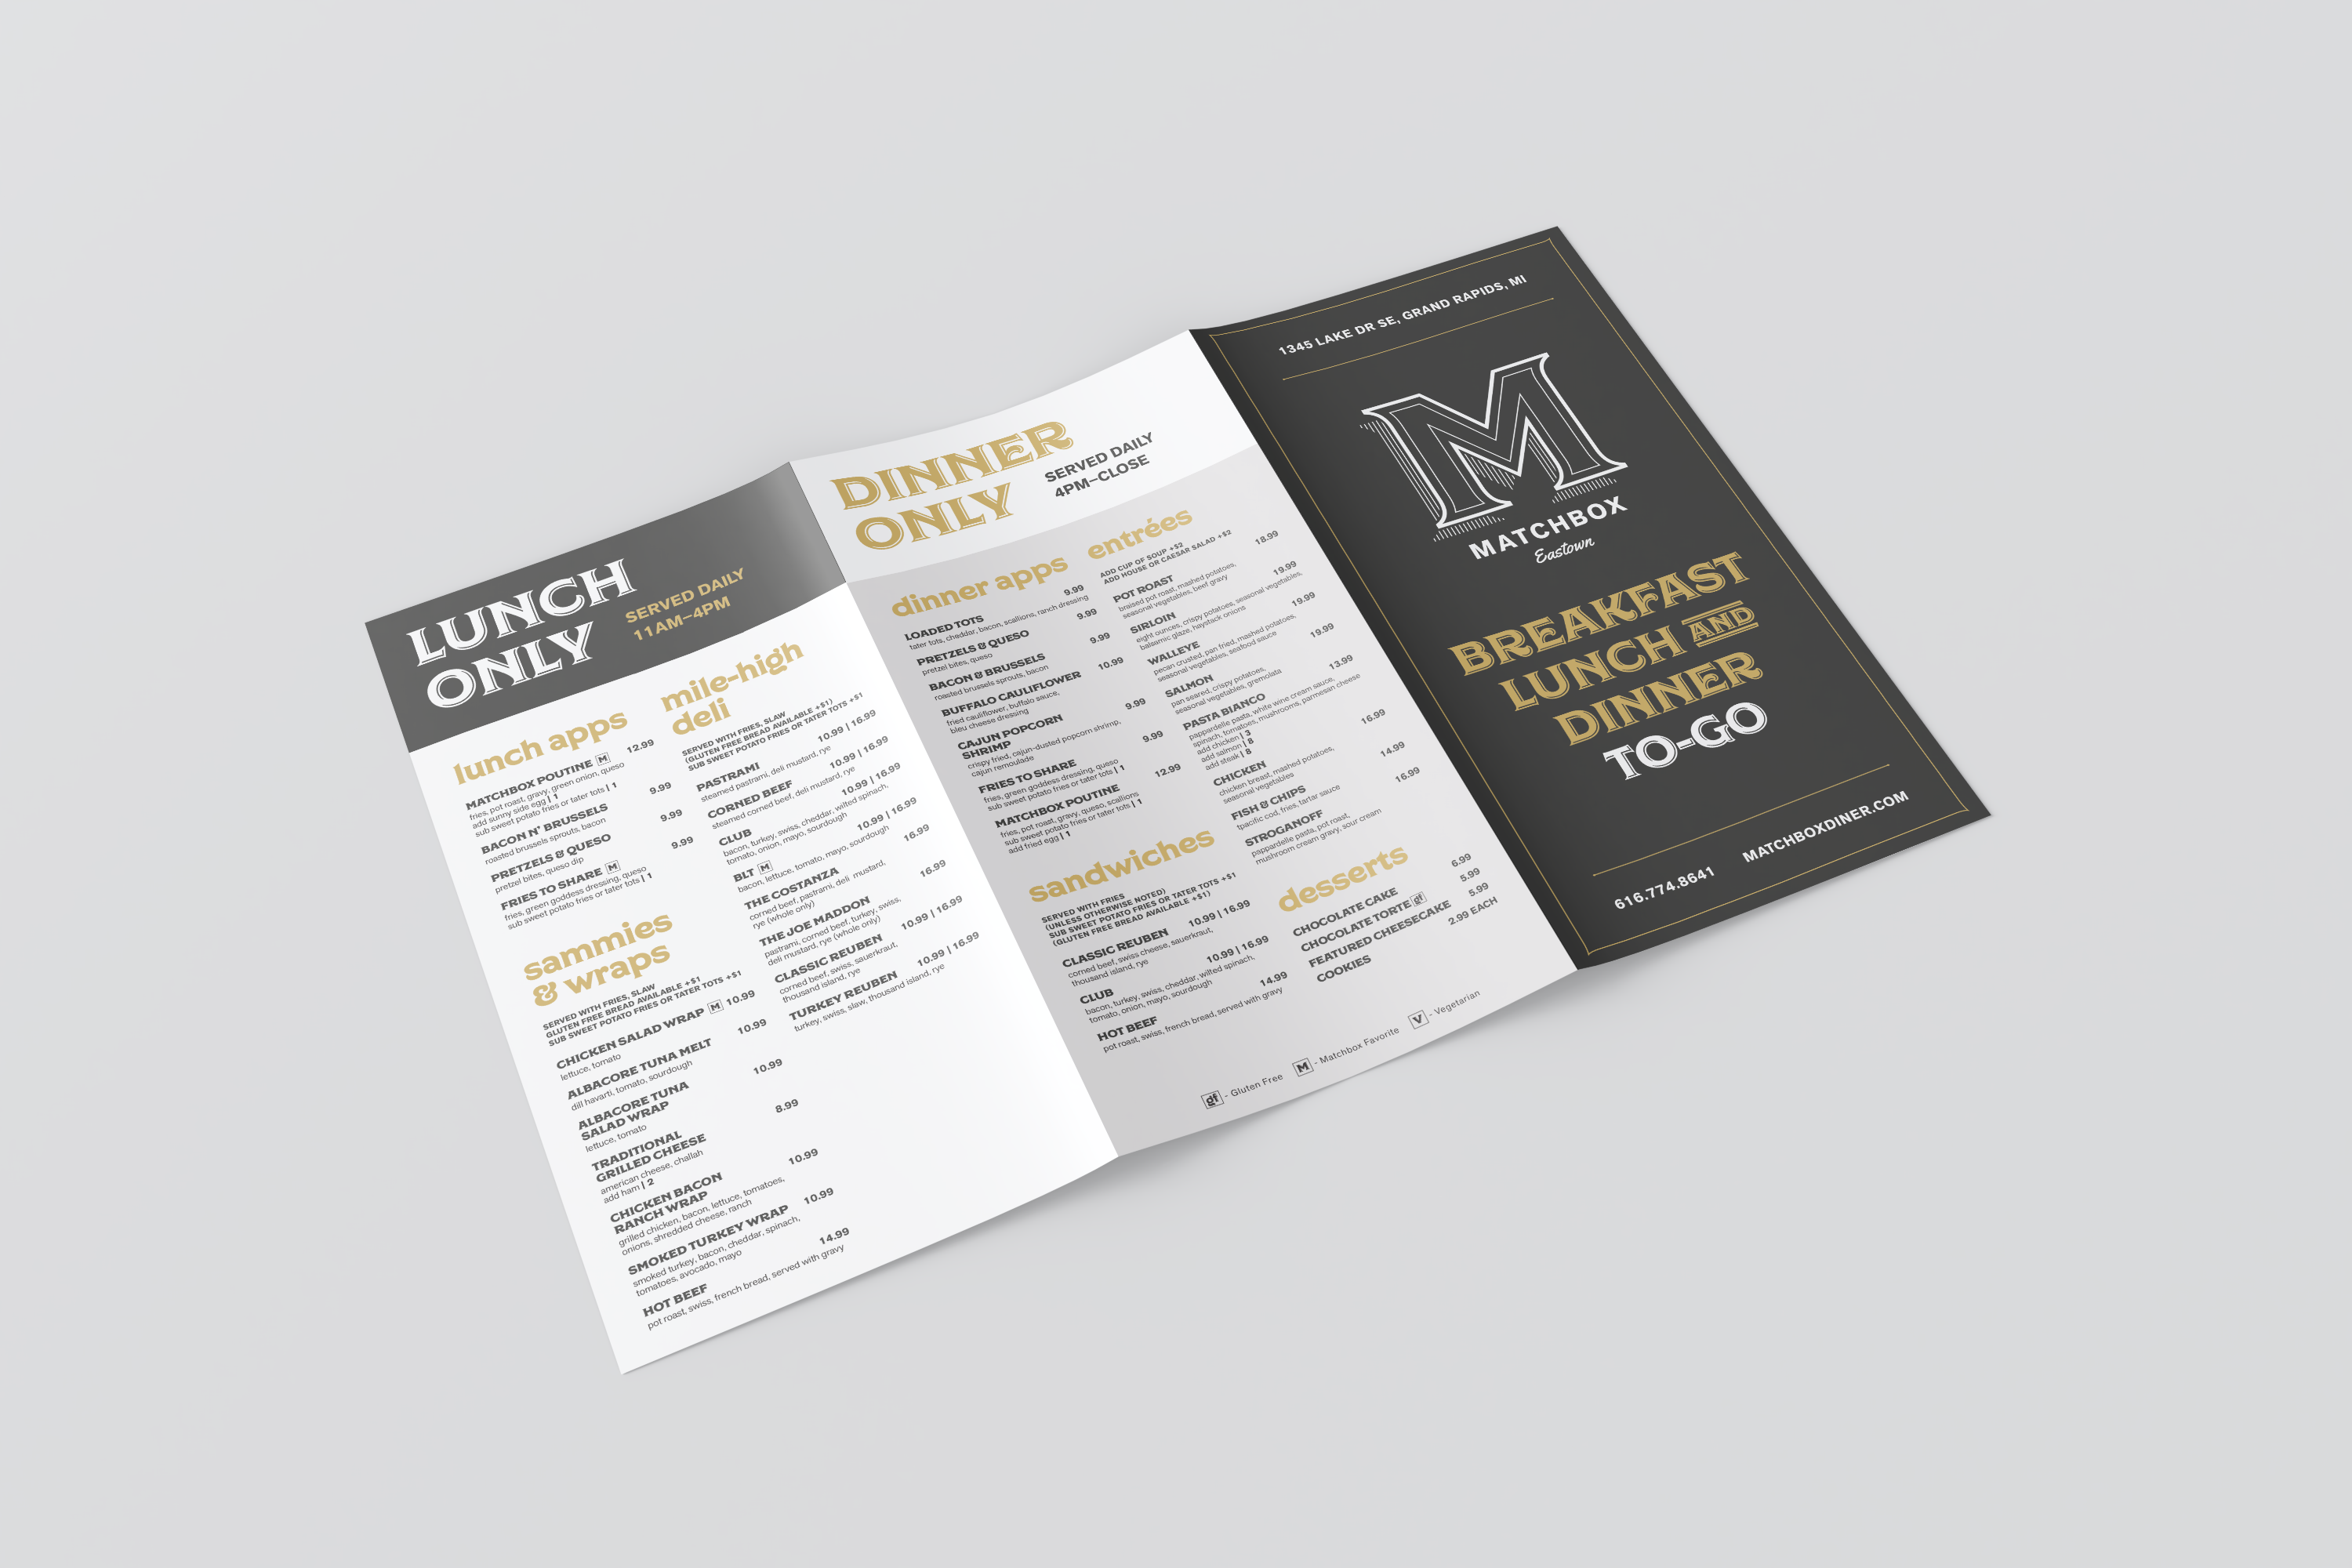 LUNCH
ONLY
SERVED DAILY
11AM–4PM
lunch apps
MATCHBOX POUTINE M 12.99
fries, pot roast, gravy, green onion, queso
add sunny side egg | 1
sub sweet potato fries or tater tots | 1
BACON N' BRUSSELS 9.99
roasted brussels sprouts, bacon
PRETZELS & QUESO 9.99
pretzel bites, queso dip
FRIES TO SHARE M 9.99
fries, green goddess dressing, queso
sub sweet potato fries or tater tots | 1
sammies
& wraps
SERVED WITH FRIES, SLAW
GLUTEN FREE BREAD AVAILABLE +$1
SUB SWEET POTATO FRIES OR TATER TOTS +$1
CHICKEN SALAD WRAP M 10.99
lettuce, tomato
ALBACORE TUNA MELT 10.99
dill havarti, tomato, sourdough
ALBACORE TUNA 10.99
SALAD WRAP
lettuce, tomato
TRADITIONAL 8.99
GRILLED CHEESE
american cheese, challah
add ham | 2
CHICKEN BACON 10.99
RANCH WRAP
grilled chicken, bacon, lettuce, tomatoes,
onions, shredded cheese, ranch
SMOKED TURKEY WRAP 10.99
smoked turkey, bacon, cheddar, spinach,
tomatoes, avocado, mayo
HOT BEEF 14.99
pot roast, swiss, french bread, served with gravy
mile-high
deli
SERVED WITH FRIES, SLAW
(GLUTEN FREE BREAD AVAILABLE +$1)
SUB SWEET POTATO FRIES OR TATER TOTS +$1
PASTRAMI 10.99 | 16.99
steamed pastrami, deli mustard, rye
CORNED BEEF 10.99 | 16.99
steamed corned beef, deli mustard, rye
CLUB 10.99 | 16.99
bacon, turkey, swiss, cheddar, wilted spinach,
tomato, onion, mayo, sourdough
BLT M 10.99 | 16.99
bacon, lettuce, tomato, mayo, sourdough
THE COSTANZA 16.99
corned beef, pastrami, deli mustard,
rye (whole only)
THE JOE MADDON 16.99
pastrami, corned beef, turkey, swiss,
deli mustard, rye (whole only)
CLASSIC REUBEN 10.99 | 16.99
corned beef, swiss, sauerkraut,
thousand island, rye
TURKEY REUBEN 10.99 | 16.99
turkey, swiss, slaw, thousand island, rye
DINNER
ONLY
SERVED DAILY
4PM–CLOSE
dinner apps
LOADED TOTS 9.99
tater tots, cheddar, bacon, scallions, ranch dressing
PRETZELS & QUESO 9.99
pretzel bites, queso
BACON & BRUSSELS 9.99
roasted brussels sprouts, bacon
BUFFALO CAULIFLOWER 10.99
fried cauliflower, buffalo sauce,
bleu cheese dressing
CAJUN POPCORN 9.99
SHRIMP
crispy fried, cajun-dusted popcorn shrimp,
cajun remoulade
FRIES TO SHARE 9.99
fries, green goddess dressing, queso
sub sweet potato fries or tater tots | 1
MATCHBOX POUTINE 12.99
fries, pot roast, gravy, queso, scallions
sub sweet potato fries or tater tots | 1
add fried egg | 1
sandwiches
SERVED WITH FRIES
(UNLESS OTHERWISE NOTED)
SUB SWEET POTATO FRIES OR TATER TOTS +$1
(GLUTEN FREE BREAD AVAILABLE +$1)
CLASSIC REUBEN 10.99 | 16.99
corned beef, swiss cheese, sauerkraut,
thousand island, rye
CLUB 10.99 | 16.99
bacon, turkey, swiss, cheddar, wilted spinach,
tomato, onion, mayo, sourdough
HOT BEEF 14.99
pot roast, swiss, french bread, served with gravy
entrées
ADD CUP OF SOUP +$2
ADD HOUSE OR CAESAR SALAD +$2
POT ROAST 18.99
braised pot roast, mashed potatoes,
seasonal vegetables, beef gravy
SIRLOIN 19.99
eight ounces, crispy potatoes, seasonal vegetables,
balsamic glaze, haystack onions
WALLEYE 19.99
pecan crusted, pan fried, mashed potatoes,
seasonal vegetables, seafood sauce
SALMON 19.99
pan seared, crispy potatoes,
seasonal vegetables, gremolata
PASTA BIANCO 13.99
pappardelle pasta, white wine cream sauce,
spinach, tomatoes, mushrooms, parmesan cheese
add chicken | 3
add salmon | 8
add steak | 8
CHICKEN 16.99
chicken breast, mashed potatoes,
seasonal vegetables
FISH & CHIPS 14.99
tpacific cod, fries, tartar sauce
STROGANOFF 16.99
pappardelle pasta, pot roast,
mushroom cream gravy, sour cream
desserts
CHOCOLATE CAKE 6.99
CHOCOLATE TORTE gf 5.99
FEATURED CHEESECAKE 5.99
COOKIES 2.99 EACH
gf - Gluten Free M - Matchbox Favorite V - Vegetarian
1345 LAKE DR SE, GRAND RAPIDS, MI
M
MATCHBOX
Eastown
BREAKFAST
LUNCH AND
DINNER
TO-GO
616.774.8641 MATCHBOXDINER.COM